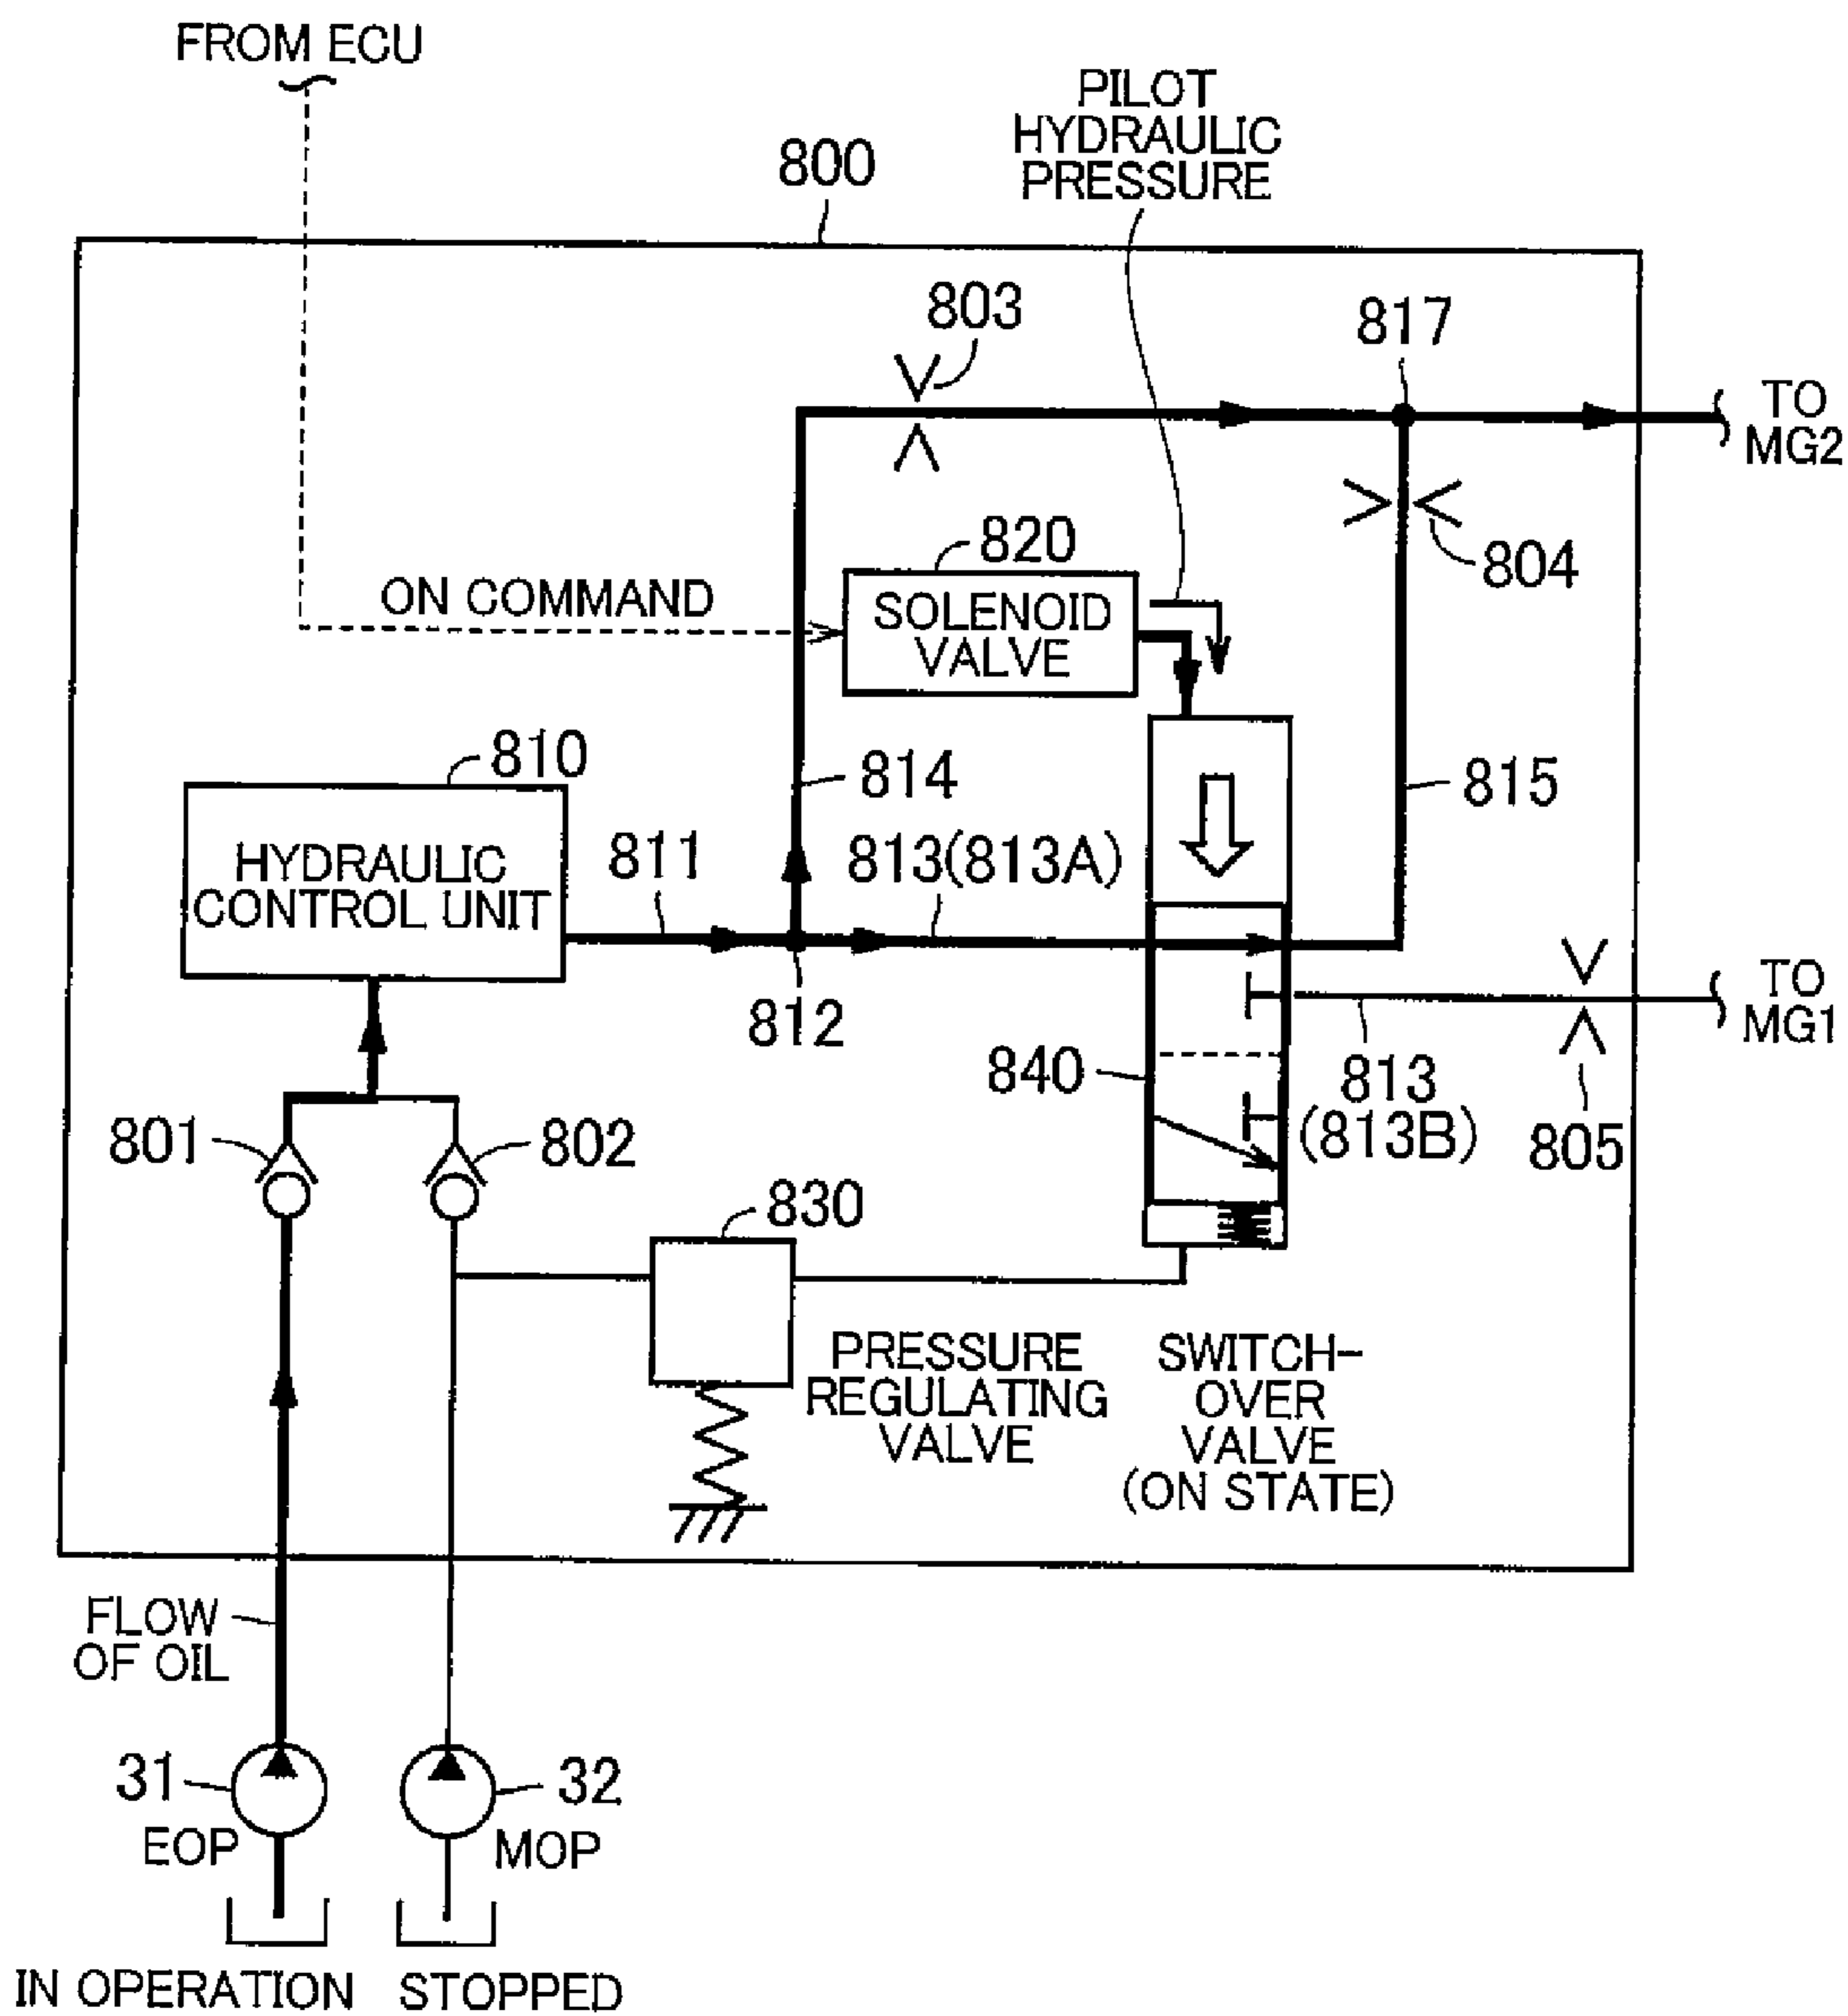 FROM ECU
PILOT
HYDRAULIC
PRESSURE
800
803
817
TO
MG2
820
804
ON COMMAND
SOLENOID
VALVE
810
814
815
HYDRAULIC
CONTROL UNIT
811
813(813A)
812
TO
MG1
840
813
(813B)
805
801
802
830
PRESSURE
REGULATING
VALVE
SWITCH-
OVER
VALVE
(ON STATE)
FLOW
OF OIL
31
EOP
32
MOP
IN OPERATION
STOPPED